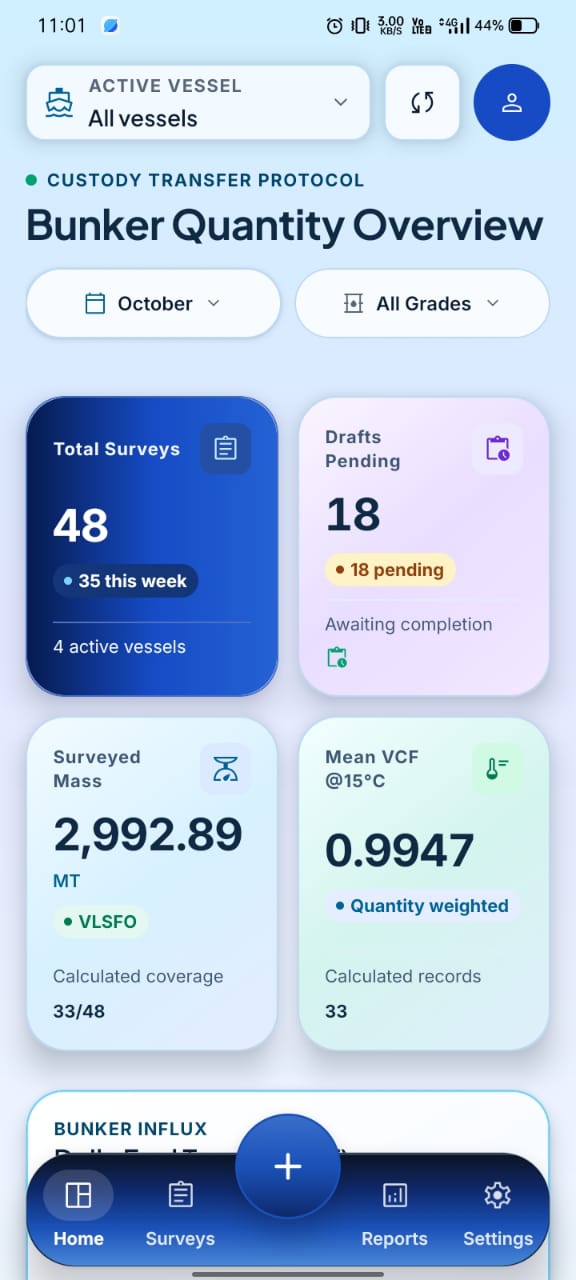 11:01
3.00 KB/S
Vo LTE B
4G
44%
ACTIVE VESSEL
All vessels
CUSTODY TRANSFER PROTOCOL
Bunker Quantity Overview
October
All Grades
Total Surveys
48
35 this week
4 active vessels
Drafts
Pending
18
18 pending
Awaiting completion
Surveyed
Mass
2,992.89
MT
VLSFO
Calculated coverage
33/48
Mean VCF
@15°C
0.9947
Quantity weighted
Calculated records
33
BUNKER INFLUX
Home
Surveys
Reports
Settings